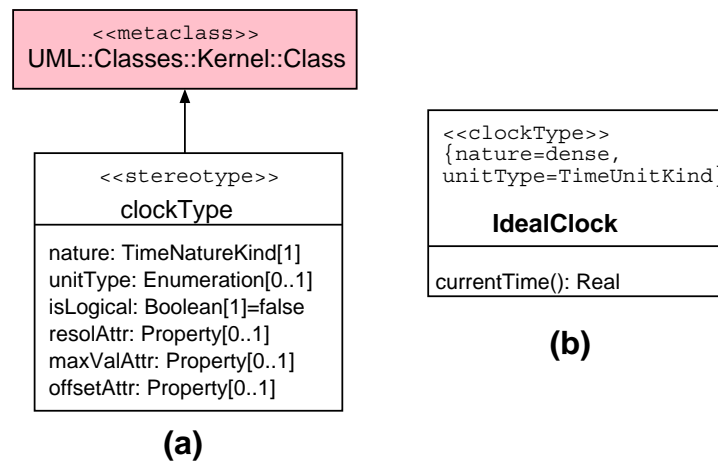 <<metaclass>>
UML::Classes::Kernel::Class
<<stereotype>>
clockType
nature: TimeNatureKind[1]
unitType: Enumeration[0..1]
isLogical: Boolean[1]=false
resolAttr: Property[0..1]
maxValAttr: Property[0..1]
offsetAttr: Property[0..1]
(a)
<<clockType>>
{nature=dense,
unitType=TimeUnitKind}
IdealClock
currentTime(): Real
(b)